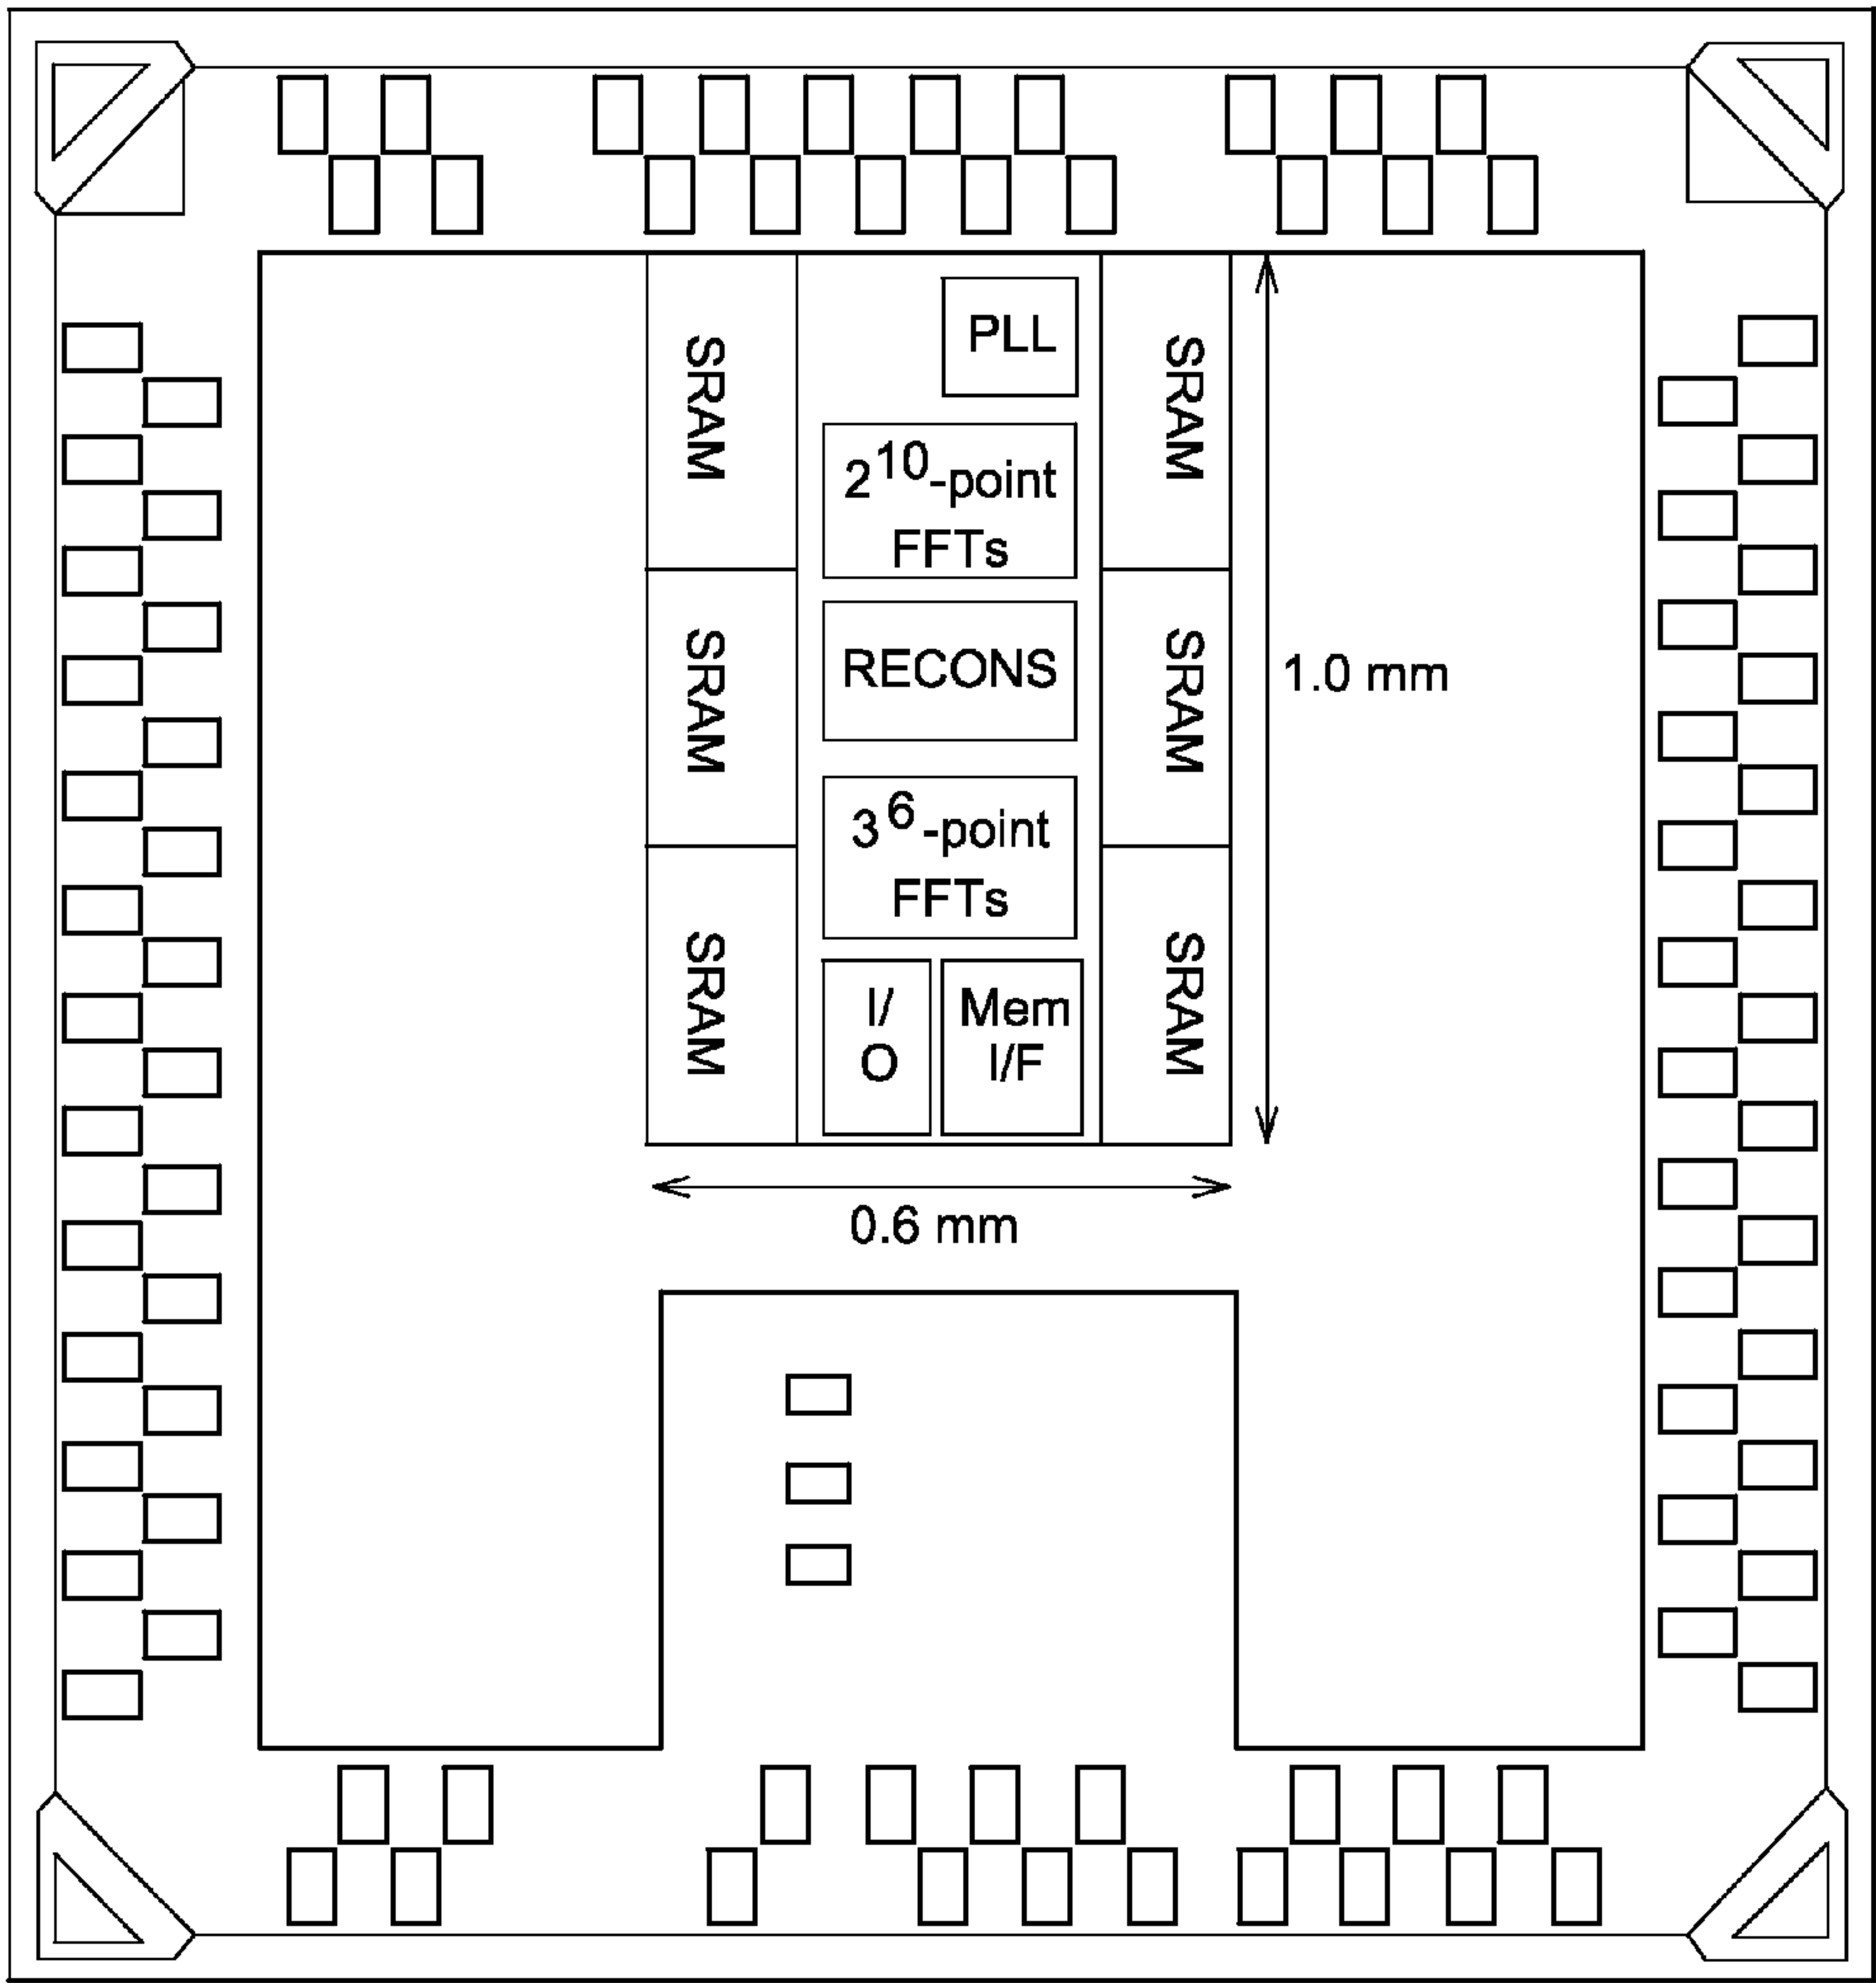 PLL
SRAM
SRAM
2^10-point
FFTs
SRAM
RECONS
SRAM
1.0 mm
3^6-point
FFTs
SRAM
I/
O
Mem
I/F
SRAM
0.6 mm